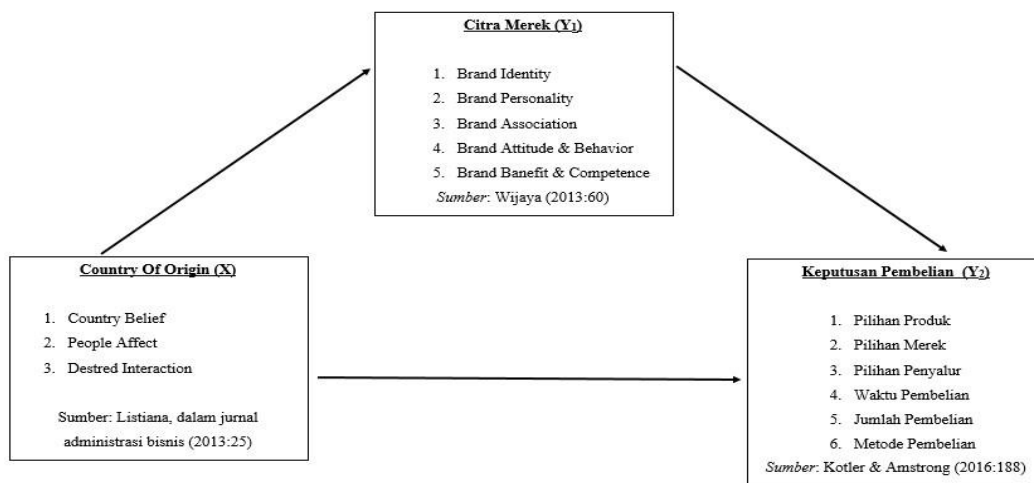 Citra Merek (Y1)
1. Brand Identity
2. Brand Personality
3. Brand Association
4. Brand Attitude & Behavior
5. Brand Banefit & Competence
Sumber: Wijaya (2013:60)
Country Of Origin (X)
1. Country Belief
2. People Affect
3. Destred Interaction
Sumber: Listiana, dalam jurnal
administrasi bisnis (2013:25)
Keputusan Pembelian (Y2)
1. Pilihan Produk
2. Pilihan Merek
3. Pilihan Penyalur
4. Waktu Pembelian
5. Jumlah Pembelian
6. Metode Pembelian
Sumber: Kotler & Amstrong (2016:188)